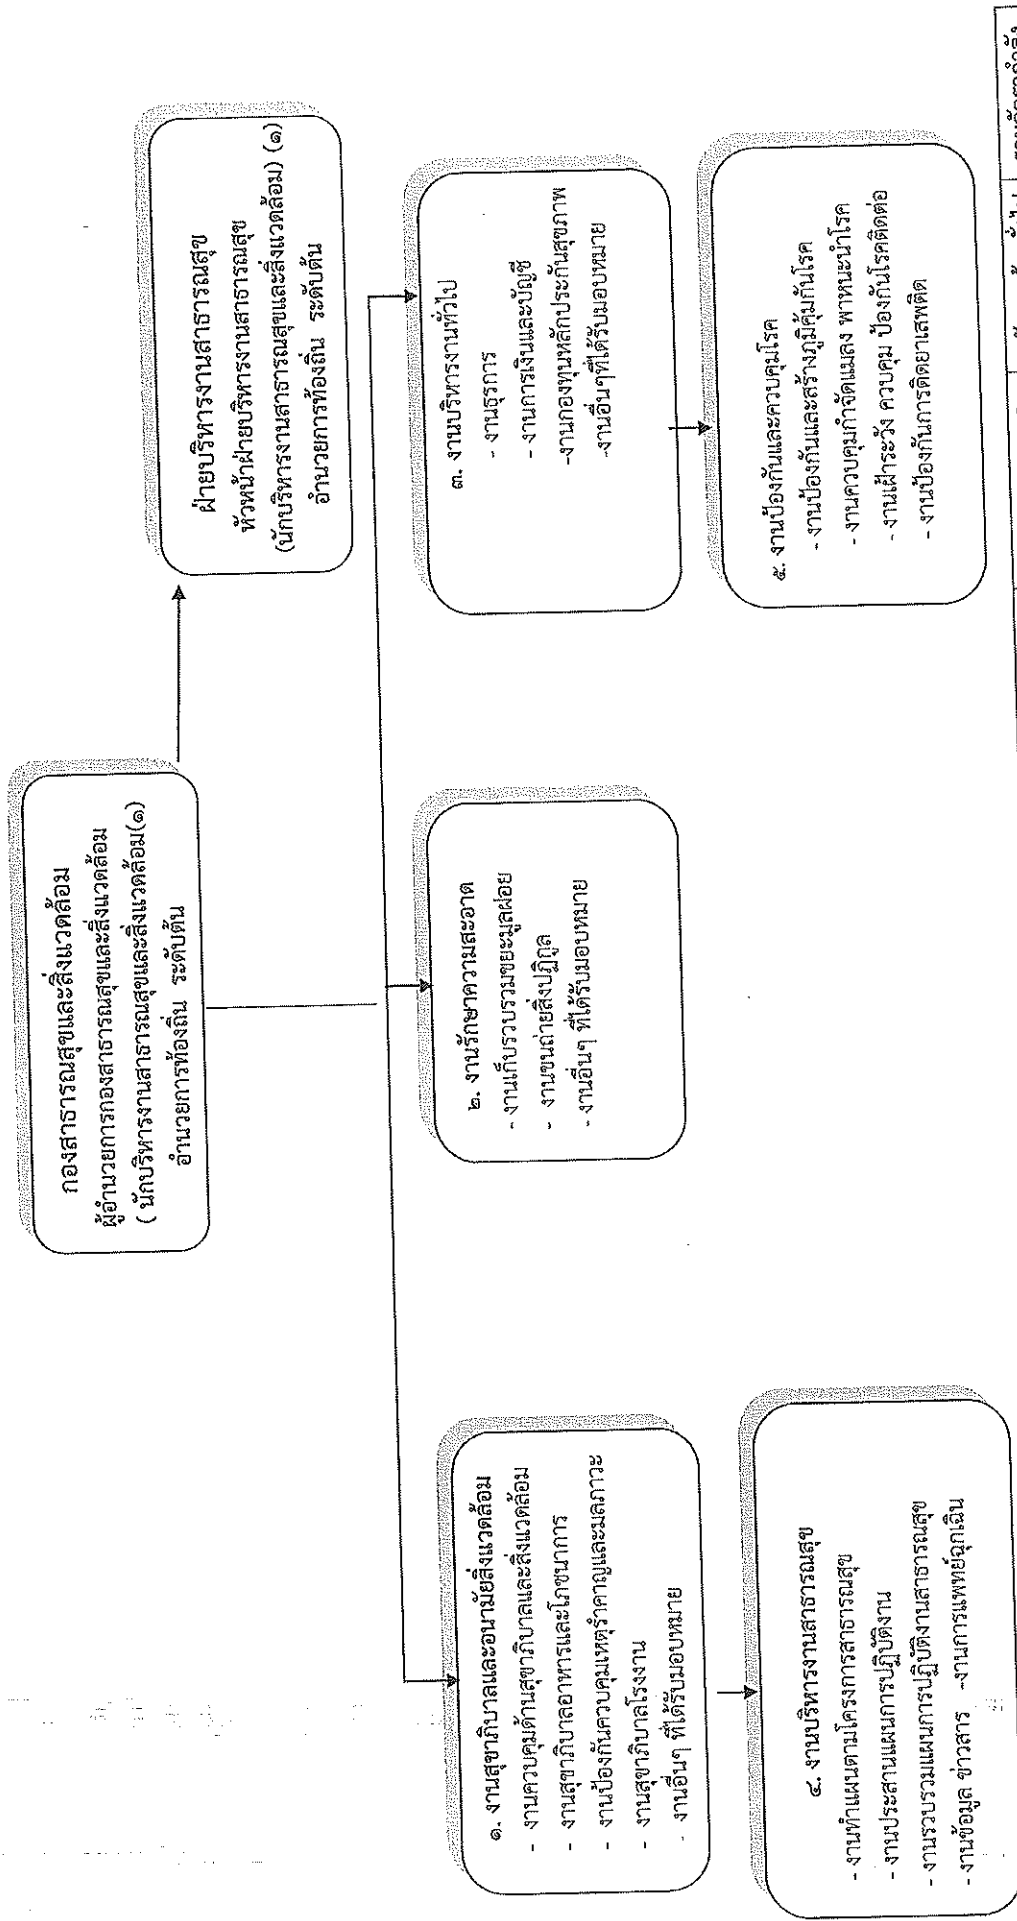 กองสาธารณสุขและสิ่งแวดล้อม
ผู้อำนวยการกองสาธารณสุขและสิ่งแวดล้อม
( นักบริหารงานสาธารณสุขและสิ่งแวดล้อม(๑)
อำนวยการท้องถิ่น ระดับต้น
ฝ่ายบริหารงานสาธารณสุข
หัวหน้าฝ่ายบริหารงานสาธารณสุข
(นักบริหารงานสาธารณสุขและสิ่งแวดล้อม) (๑)
อำนวยการท้องถิ่น ระดับต้น
๑. งานสุขาภิบาลและอนามัยสิ่งแวดล้อม
- งานควบคุมด้านสุขาภิบาลและสิ่งแวดล้อม
- งานสุขาภิบาลอาหารและโภชนาการ
- งานป้องกันควบคุมเหตุรำคาญและมลภาวะ
- งานสุขาภิบาลโรงงาน
- งานอื่นๆ ที่ได้รับมอบหมาย
๒. งานรักษาความสะอาด
- งานเก็บรวบรวมขยะมูลฝอย
- งานขนถ่ายสิ่งปฏิกูล
- งานอื่นๆ ที่ได้รับมอบหมาย
๓. งานบริหารงานทั่วไป
- งานธุรการ
- งานการเงินและบัญชี
-งานกองทุนหลักประกันสุขภาพ
-งานอื่นๆที่ได้รับมอบหมาย
๔. งานบริหารงานสาธารณสุข
- งานทำแผนตามโครงการสาธารณสุข
- งานประสานแผนการปฏิบัติงาน
- งานรวบรวมแผนการปฏิบัติงานสาธารณสุข
- งานข้อมูล ข่าวสาร -งานการแพทย์ฉุกเฉิน
๕. งานป้องกันและควบคุมโรค
- งานป้องกันและสร้างภูมิคุ้มกันโรค
- งานควบคุมกำจัดแมลง พาหนะนำโรค
- งานเฝ้าระวัง ควบคุม ป้องกันโรคติดต่อ
- งานป้องกันการติดยาเสพติด